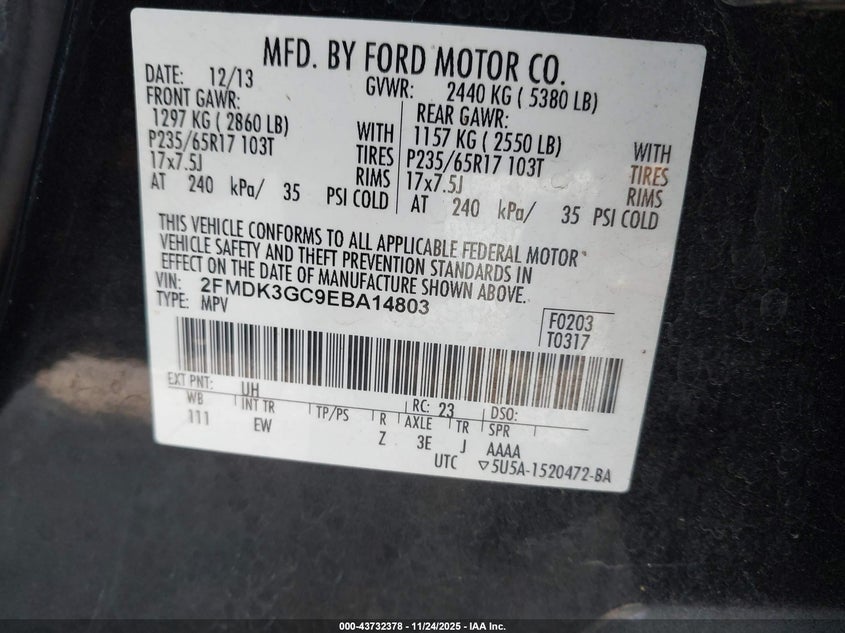 MFD. BY FORD MOTOR CO.
DATE: 12/13 GVWR: 2440 KG ( 5380 LB)
FRONT GAWR: REAR GAWR:
1297 KG ( 2860 LB) WITH 1157 KG ( 2550 LB) WITH
P235/65R17 103T TIRES P235/65R17 103T TIRES
17x7.5J RIMS 17x7.5J RIMS
AT 240 kPa/ 35 PSI COLD AT 240 kPa/ 35 PSI COLD
THIS VEHICLE CONFORMS TO ALL APPLICABLE FEDERAL MOTOR
VEHICLE SAFETY AND THEFT PREVENTION STANDARDS IN
EFFECT ON THE DATE OF MANUFACTURE SHOWN ABOVE.
VIN: 2FMDK3GC9EBA14803
TYPE: MPV
F0203
T0317
EXT PNT: UH RC: 23 DSO:
WB INT TR TP/PS R AXLE TR SPR
111 EW Z 3E J AAAA
UTC ▽5U5A-1520472-BA
000-43732378 - 11/24/2025 - IAA Inc.